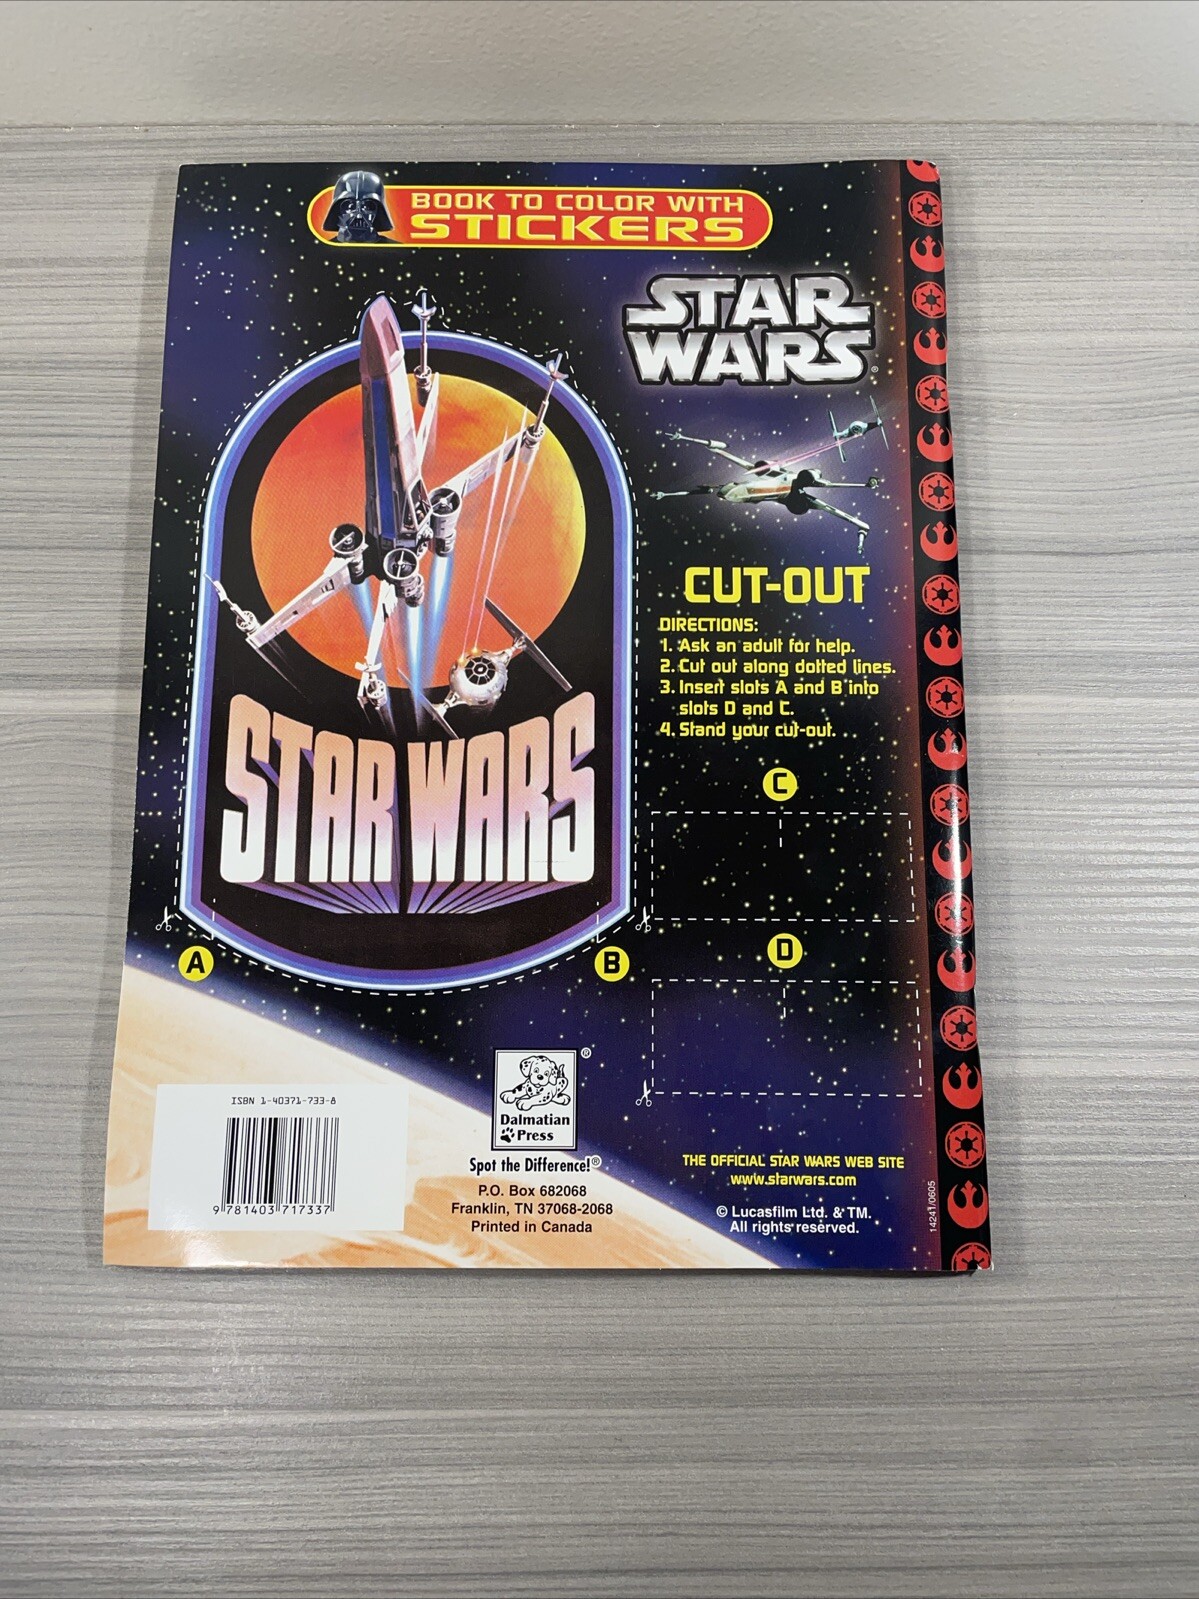 BOOK TO COLOR WITH
STICKERS
STAR
WARS®
STAR WARS
CUT-OUT
DIRECTIONS:
1. Ask an adult for help.
2. Cut out along dotted lines.
3. Insert slots A and B into
slots D and C.
4. Stand your cut-out.
C
A
B
D
ISBN 1-40371-733-8
9 781403 717337
®
Dalmatian
Press
Spot the Difference!®
P.O. Box 682068
Franklin, TN 37068-2068
Printed in Canada
THE OFFICIAL STAR WARS WEB SITE
www.starwars.com
© Lucasfilm Ltd. & TM.
All rights reserved.
14241/0605